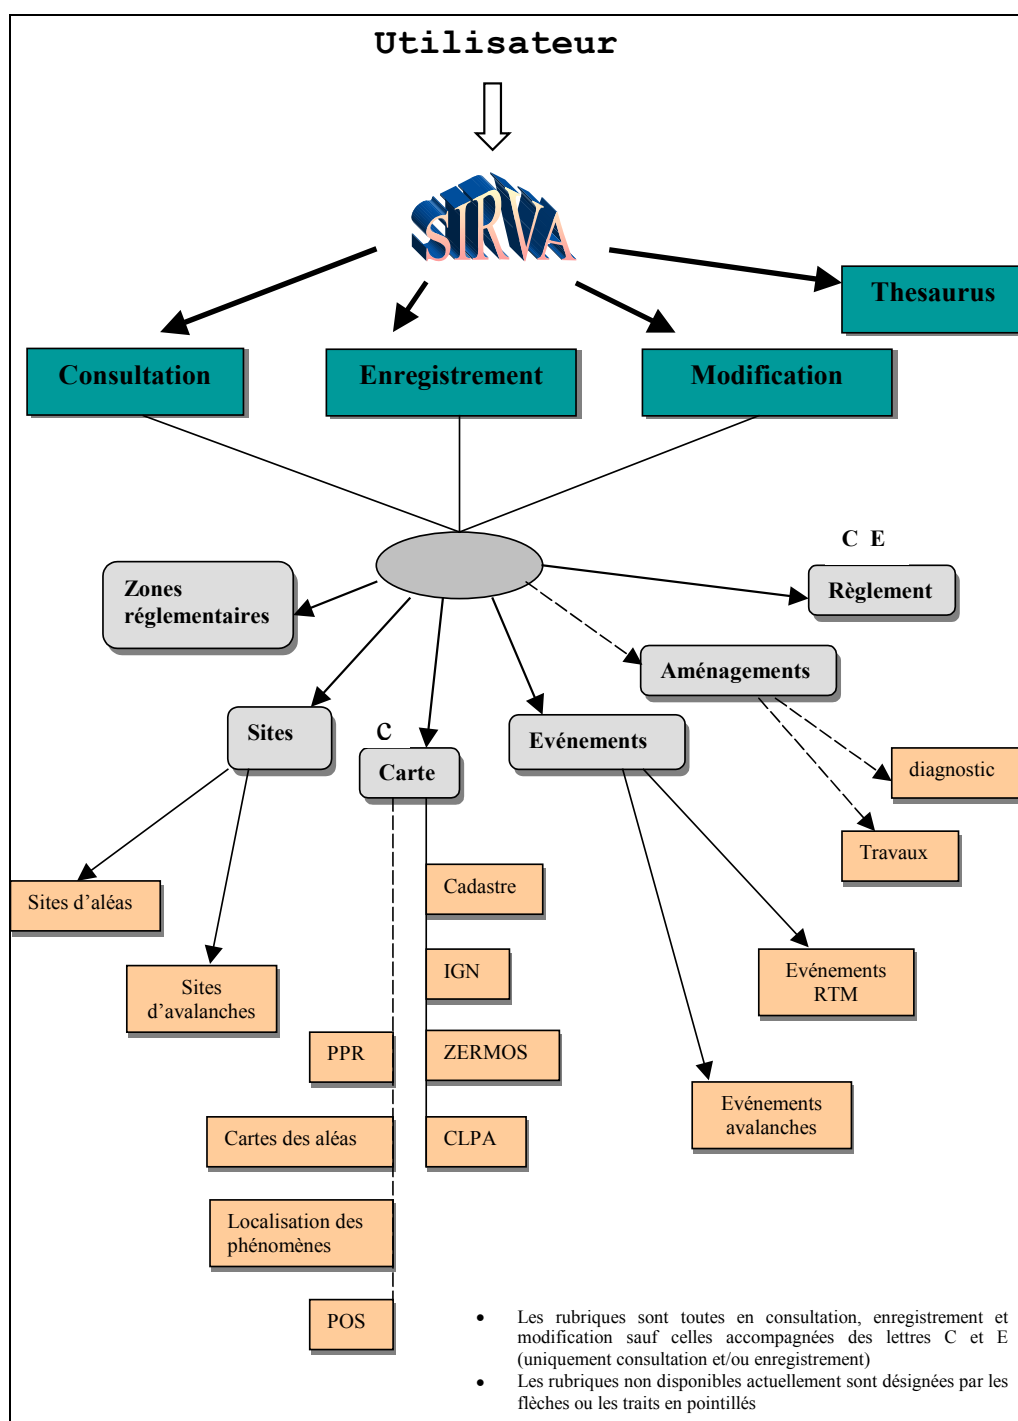 Utilisateur
SIRVA
Thesaurus
Consultation
Enregistrement
Modification
C E
Zones
réglementaires
Règlement
Aménagements
Sites
C
Carte
Evénements
diagnostic
Travaux
Sites d'aléas
Cadastre
Sites
d'avalanches
IGN
Evénements
RTM
PPR
ZERMOS
Evénements
avalanches
Cartes des aléas
CLPA
Localisation des
phénomènes
POS
• Les rubriques sont toutes en consultation, enregistrement et
modification sauf celles accompagnées des lettres C et E
(uniquement consultation et/ou enregistrement)
• Les rubriques non disponibles actuellement sont désignées par les
flèches ou les traits en pointillés